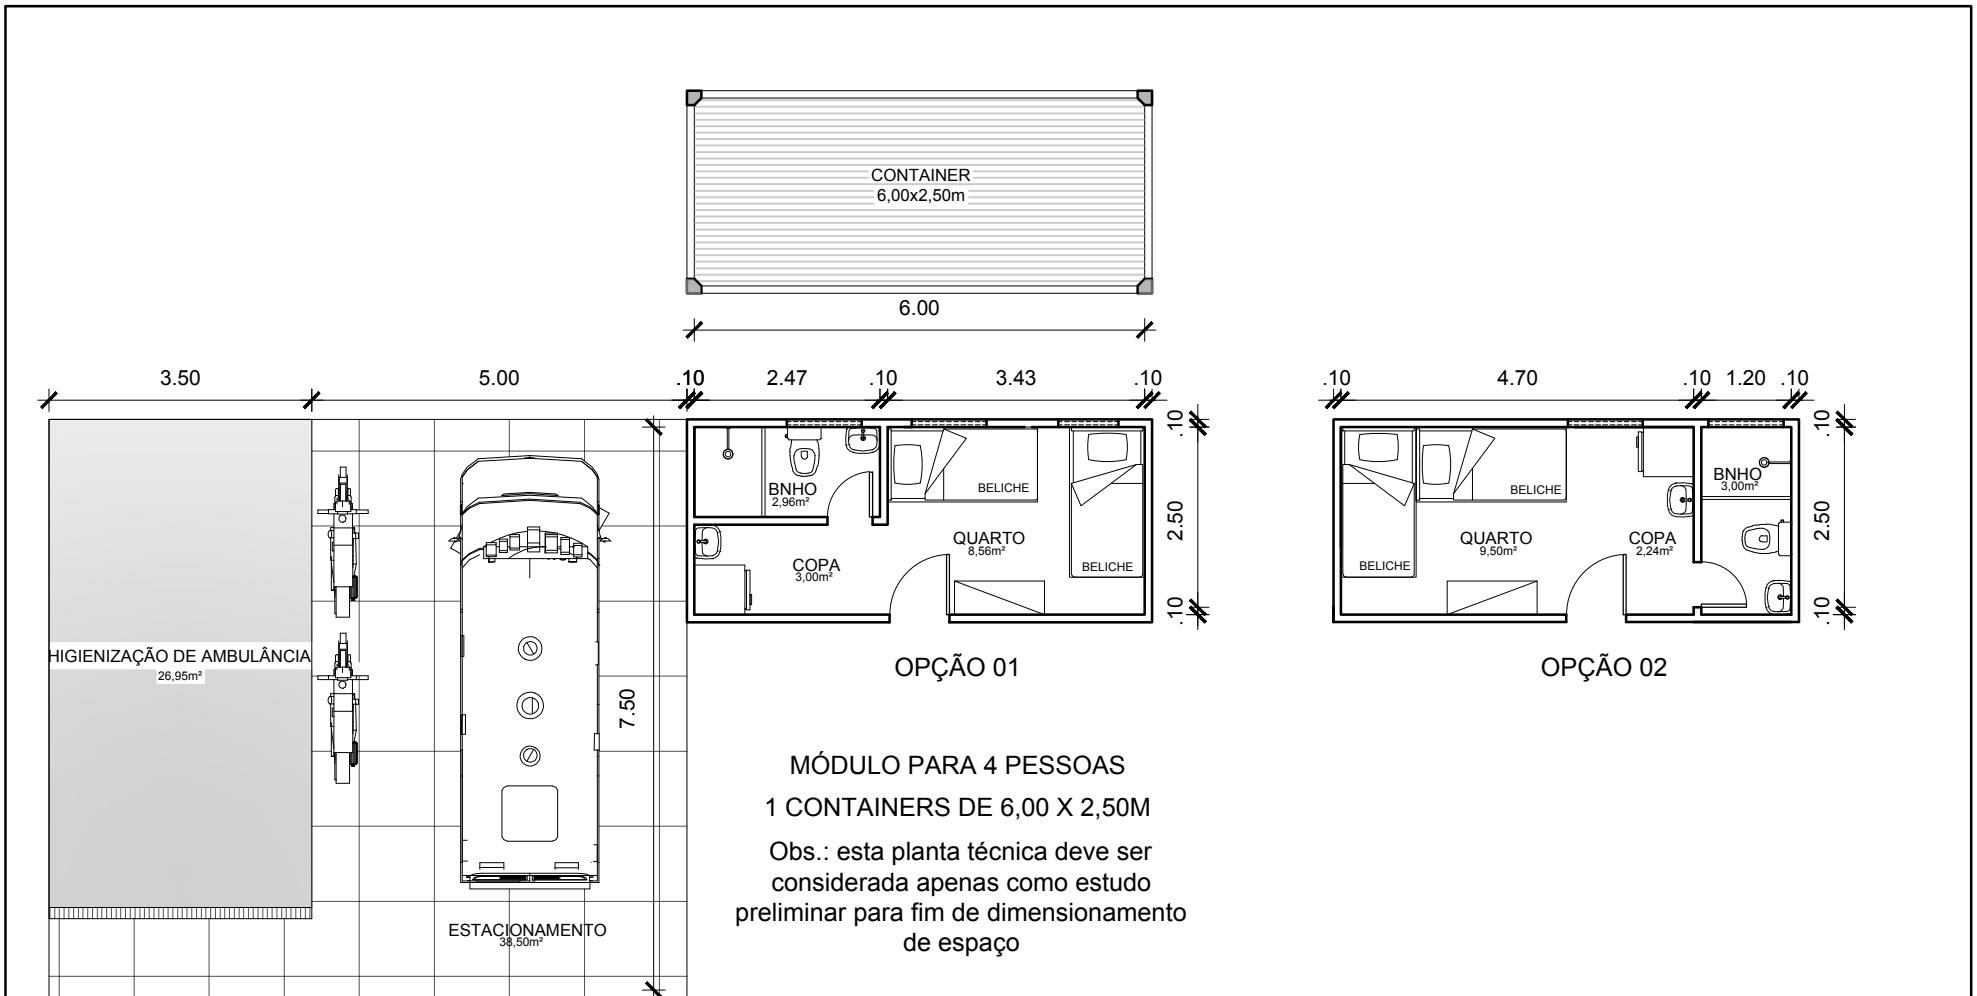 CONTAINER
6,00x2,50m
6.00
3.50
5.00
.10
2.47
.10
3.43
.10
.10
4.70
.10
1.20
.10
BNHO
2,96m²
BELICHE
QUARTO
8,56m²
COPA
3,00m²
BELICHE
.10
2.50
.10
OPÇÃO 01
BELICHE
BNHO
3,00m²
QUARTO
9,50m²
COPA
2,24m²
BELICHE
.10
2.50
.10
OPÇÃO 02
HIGIENIZAÇÃO DE AMBULÂNCIA
26,95m²
7.50
ESTACIONAMENTO
38,50m²
MÓDULO PARA 4 PESSOAS
1 CONTAINERS DE 6,00 X 2,50M
Obs.: esta planta técnica deve ser
considerada apenas como estudo
preliminar para fim de dimensionamento
de espaço